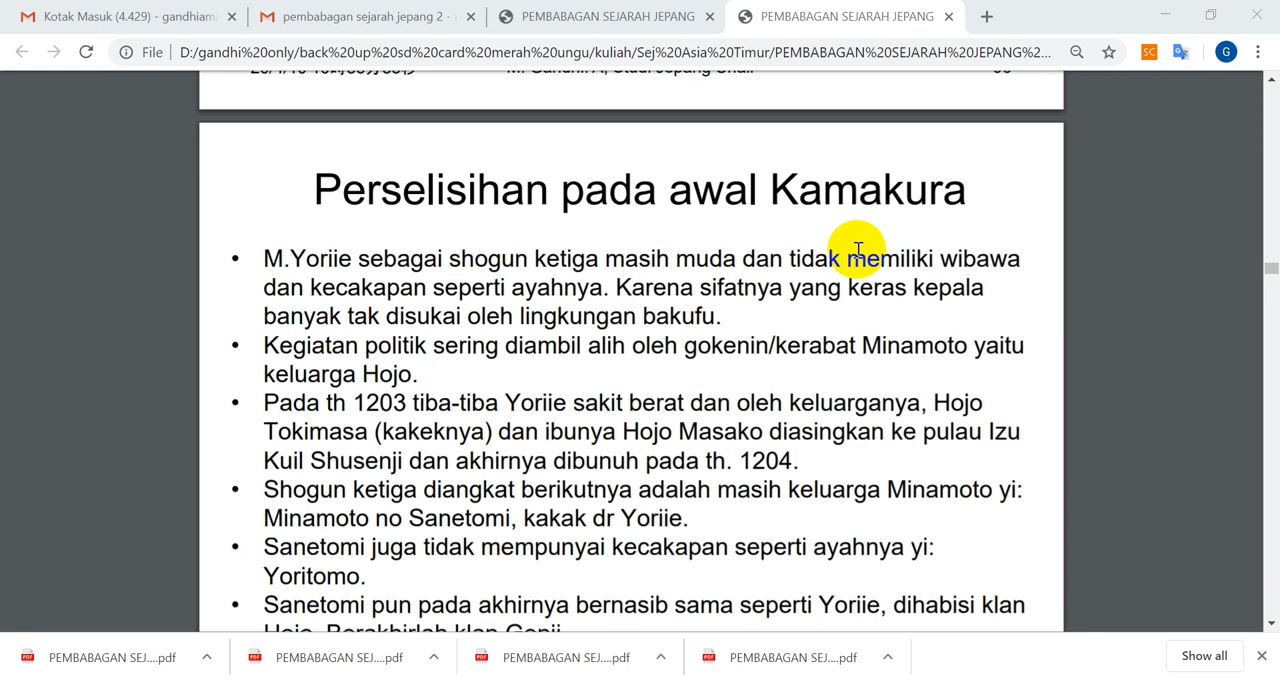 Kotak Masuk (4.429) - gandhiam
pembabagan sejarah jepang 2 -
PEMBABAGAN SEJARAH JEPANG
PEMBABAGAN SEJARAH JEPANG
File
D:/gandhi%20only/back%20up%20sd%20card%20merah%20ungu/kuliah/Sej%20Asia%20Timur/PEMBABAGAN%20SEJARAH%20JEPANG%2...
SC
G
Perselisihan pada awal Kamakura
• M.Yoriie sebagai shogun ketiga masih muda dan tidak memiliki wibawa
dan kecakapan seperti ayahnya. Karena sifatnya yang keras kepala
banyak tak disukai oleh lingkungan bakufu.
• Kegiatan politik sering diambil alih oleh gokenin/kerabat Minamoto yaitu
keluarga Hojo.
• Pada th 1203 tiba-tiba Yoriie sakit berat dan oleh keluarganya, Hojo
Tokimasa (kakeknya) dan ibunya Hojo Masako diasingkan ke pulau Izu
Kuil Shusenji dan akhirnya dibunuh pada th. 1204.
• Shogun ketiga diangkat berikutnya adalah masih keluarga Minamoto yi:
Minamoto no Sanetomi, kakak dr Yoriie.
• Sanetomi juga tidak mempunyai kecakapan seperti ayahnya yi:
Yoritomo.
• Sanetomi pun pada akhirnya bernasib sama seperti Yoriie, dihabisi klan
Hojo. Berakhirlah klan Genji
PEMBABAGAN SEJ....pdf
PEMBABAGAN SEJ....pdf
PEMBABAGAN SEJ....pdf
PEMBABAGAN SEJ....pdf
Show all